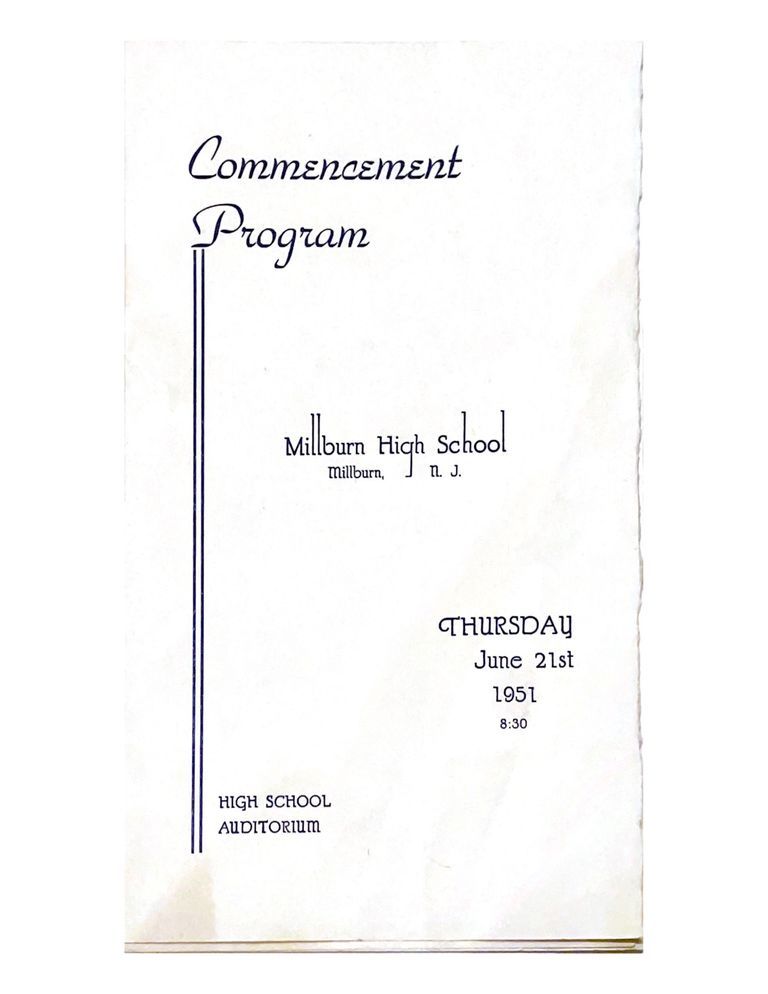 Commencement
Program
Millburn High School
Millburn, N. J.
THURSDAY
June 21st
1951
8:30
HIGH SCHOOL
AUDITORIUM